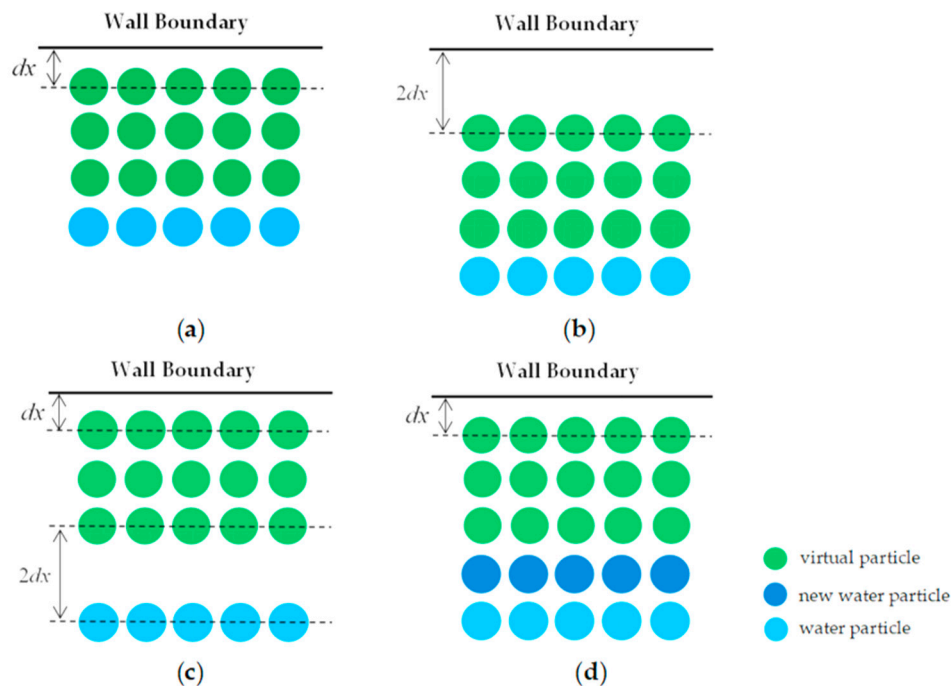 Wall Boundary
dx
(a)
Wall Boundary
2dx
(b)
Wall Boundary
dx
2dx
(c)
Wall Boundary
dx
(d)
virtual particle
new water particle
water particle